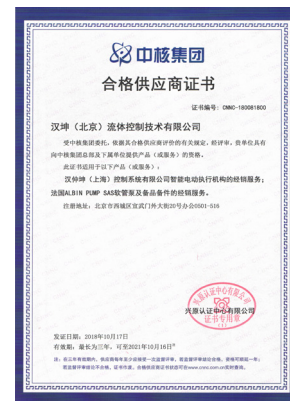 中核集团
合格供应商证书
证书编号：CNNC-180081800
汉坤（北京）流体控制技术有限公司
受中核集团委托，依据其合格供应商评价的有关规定，经评审，贵单位具有
向中核集团总部及下属单位提供产品（或服务）的资格。
此证书适用于以下产品（或服务）：
汉仲坤（上海）控制系统有限公司智能电动执行机构的经销服务；
法国ALBIN PUMP SAS软管泵及备品备件的经销服务。
注册地址：北京市西城区宣武门外大街20号办公0501-516
兴原认证中心有限公司
证书专用章
发证日期：2018年10月17日
有效期：最长为三年，可至2021年10月16日